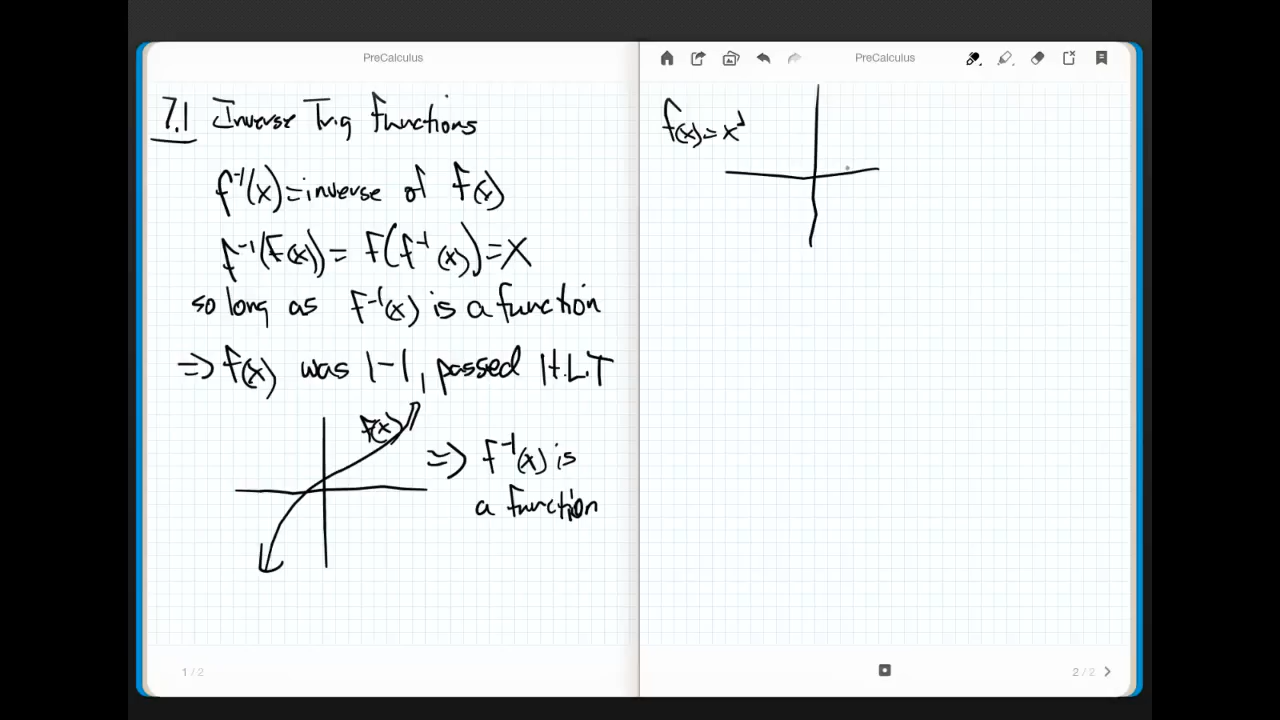 PreCalculus
7.1 Inverse Trig Functions
f⁻¹(x)=inverse of f(x)
f⁻¹(f(x))= f(f⁻¹(x))=X
so long as f⁻¹(x) is a function
=> f(x) was 1-1, passed H.L.T
f(x)
=> f⁻¹(x) is
a function
1 / 2
PreCalculus
f(x)=x²
2 / 2